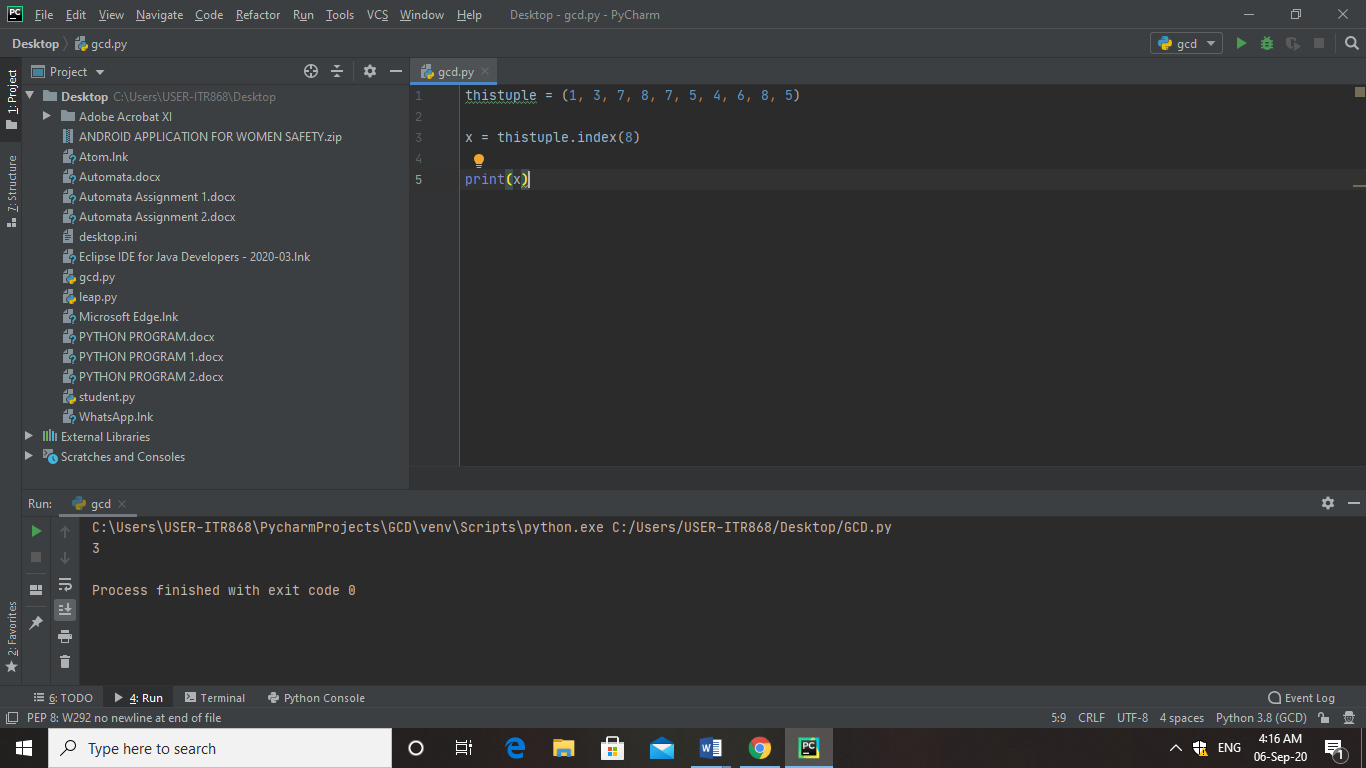 File Edit View Navigate Code Refactor Run Tools VCS Window Help Desktop - gcd.py - PyCharm
Desktop gcd.py gcd
1: Project
7: Structure
2: Favorites
Project
Desktop C:\Users\USER-ITR868\Desktop
Adobe Acrobat XI
ANDROID APPLICATION FOR WOMEN SAFETY.zip
Atom.lnk
Automata.docx
Automata Assignment 1.docx
Automata Assignment 2.docx
desktop.ini
Eclipse IDE for Java Developers - 2020-03.lnk
gcd.py
leap.py
Microsoft Edge.lnk
PYTHON PROGRAM.docx
PYTHON PROGRAM 1.docx
PYTHON PROGRAM 2.docx
student.py
WhatsApp.lnk
External Libraries
Scratches and Consoles
gcd.py
1 thistuple = (1, 3, 7, 8, 7, 5, 4, 6, 8, 5)
2
3 x = thistuple.index(8)
4
5 print(x)
Run: gcd
C:\Users\USER-ITR868\PycharmProjects\GCD\venv\Scripts\python.exe C:/Users/USER-ITR868/Desktop/GCD.py
3
Process finished with exit code 0
6: TODO 4: Run Terminal Python Console Event Log
PEP 8: W292 no newline at end of file 5:9 CRLF UTF-8 4 spaces Python 3.8 (GCD)
Type here to search ENG 4:16 AM
06-Sep-20 1